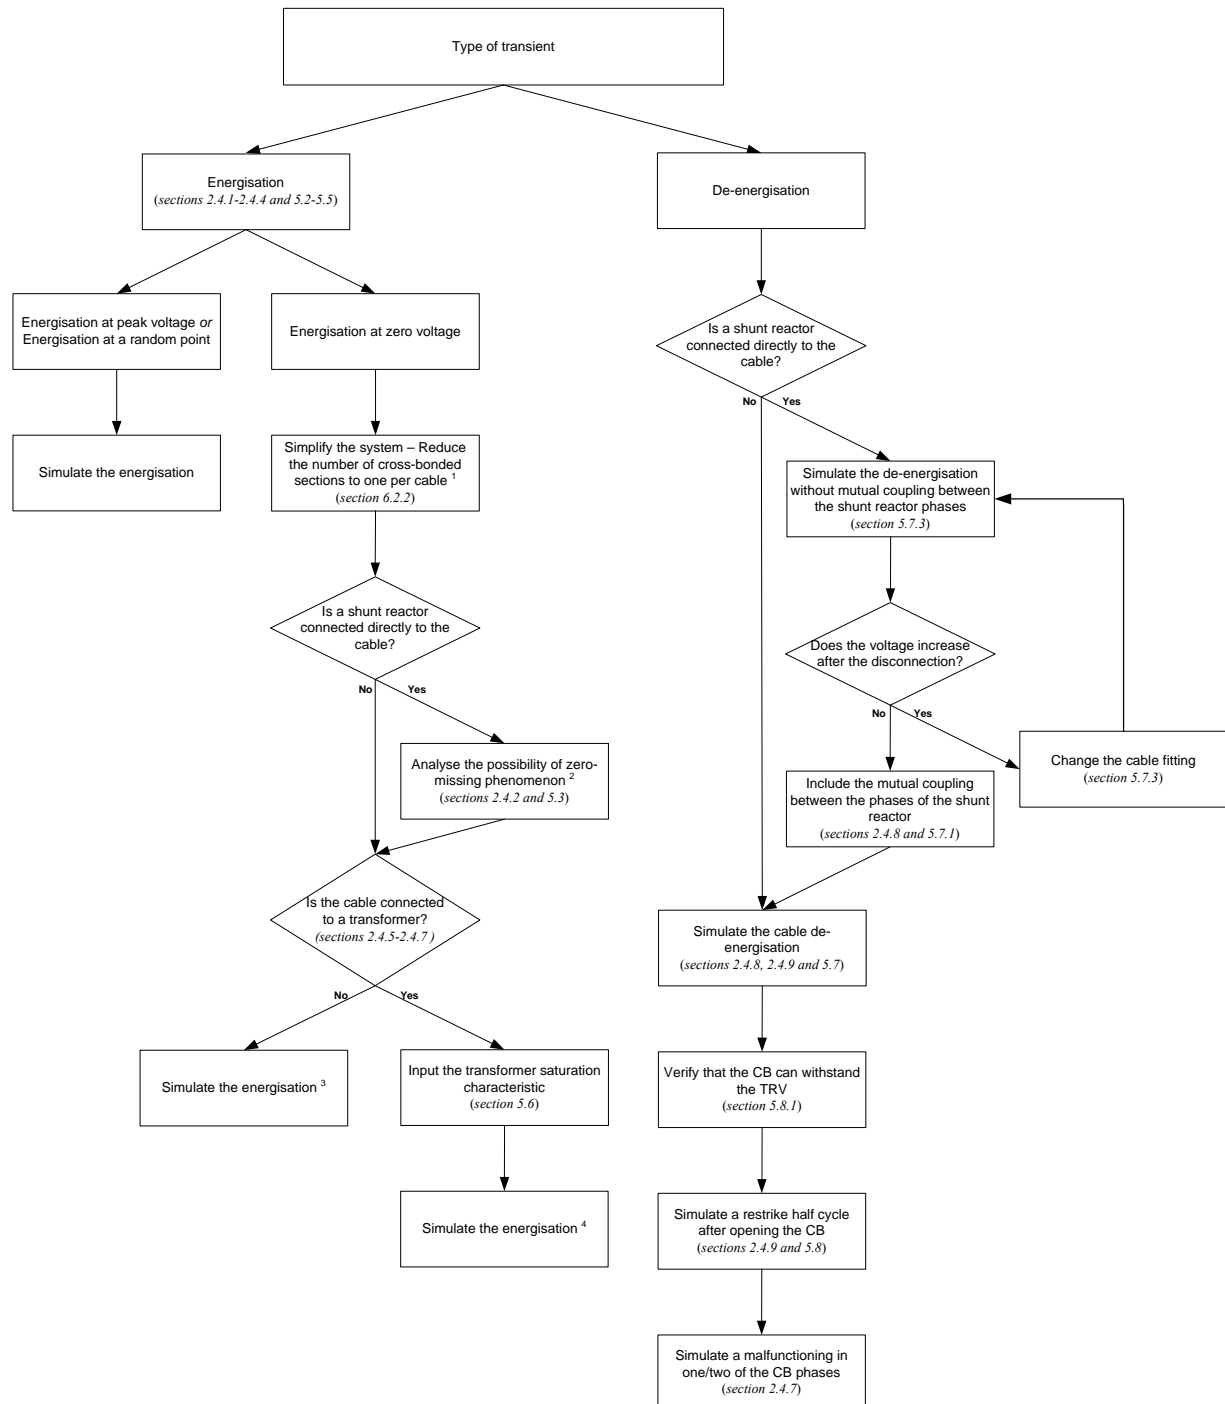 Type of transient
Energisation
(sections 2.4.1-2.4.4 and 5.2-5.5)
De-energisation
Energisation at peak voltage or
Energisation at a random point
Energisation at zero voltage
Is a shunt reactor
connected directly to the
cable?
No
Yes
Simulate the energisation
Simplify the system – Reduce
the number of cross-bonded
sections to one per cable 1
(section 6.2.2)
Simulate the de-energisation
without mutual coupling between
the shunt reactor phases
(section 5.7.3)
Is a shunt reactor
connected directly to the
cable?
No
Yes
Does the voltage increase
after the disconnection?
No
Yes
Analyse the possibility of zero-
missing phenomenon 2
(sections 2.4.2 and 5.3)
Change the cable fitting
(section 5.7.3)
Include the mutual coupling
between the phases of the shunt
reactor
(sections 2.4.8 and 5.7.1)
Is the cable connected
to a transformer?
(sections 2.4.5-2.4.7 )
No
Yes
Simulate the cable de-
energisation
(sections 2.4.8, 2.4.9 and 5.7)
Simulate the energisation 3
Input the transformer saturation
characteristic
(section 5.6)
Verify that the CB can withstand
the TRV
(section 5.8.1)
Simulate the energisation 4
Simulate a restrike half cycle
after opening the CB
(sections 2.4.9 and 5.8)
Simulate a malfunctioning in
one/two of the CB phases
(section 2.4.7)